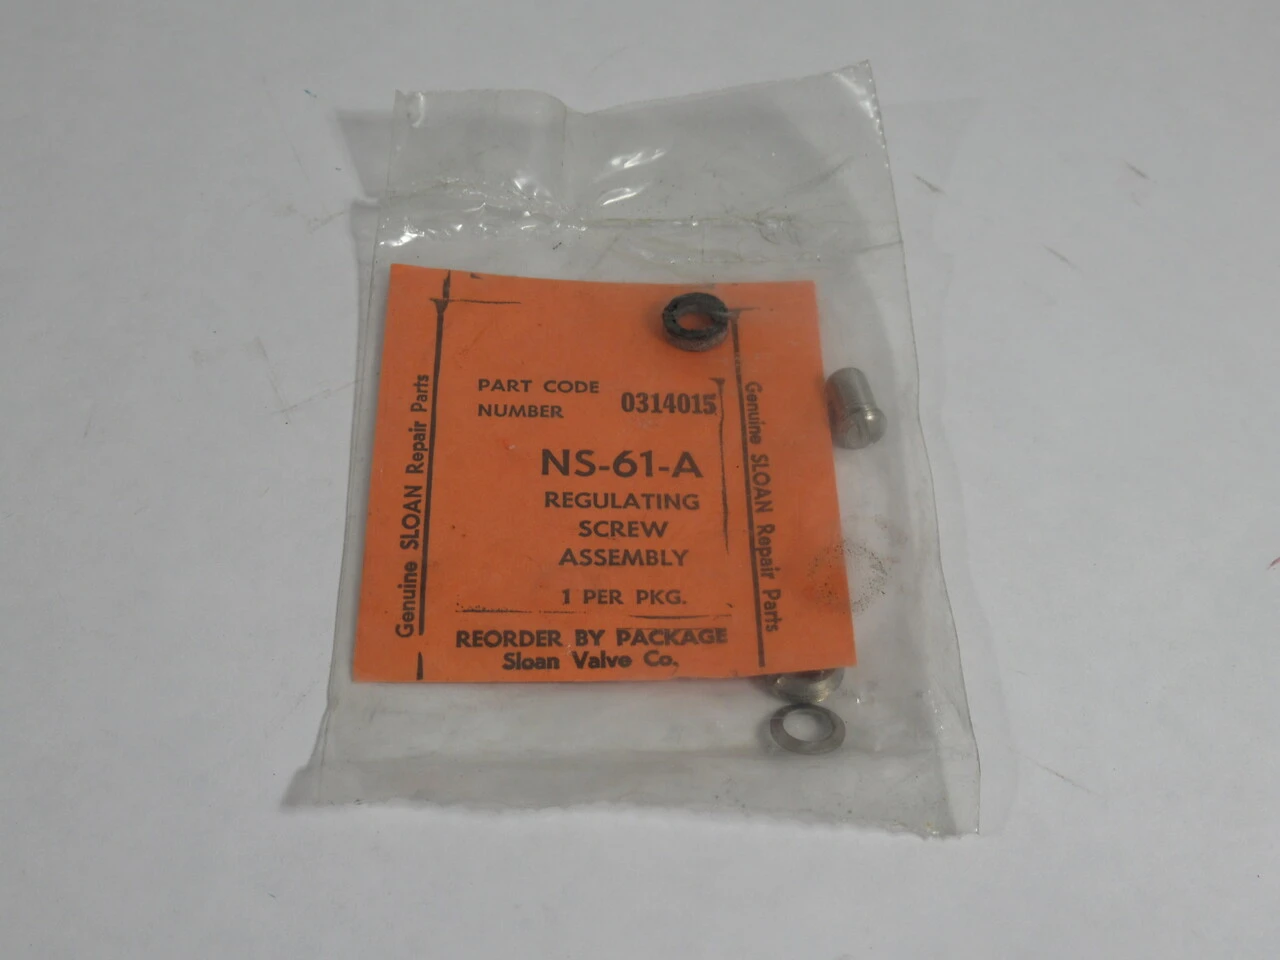 Genuine SLOAN Repair Parts
PART CODE
NUMBER 0314015
NS-61-A
REGULATING
SCREW
ASSEMBLY
1 PER PKG.
REORDER BY PACKAGE
Sloan Valve Co.
Genuine SLOAN Repair Parts